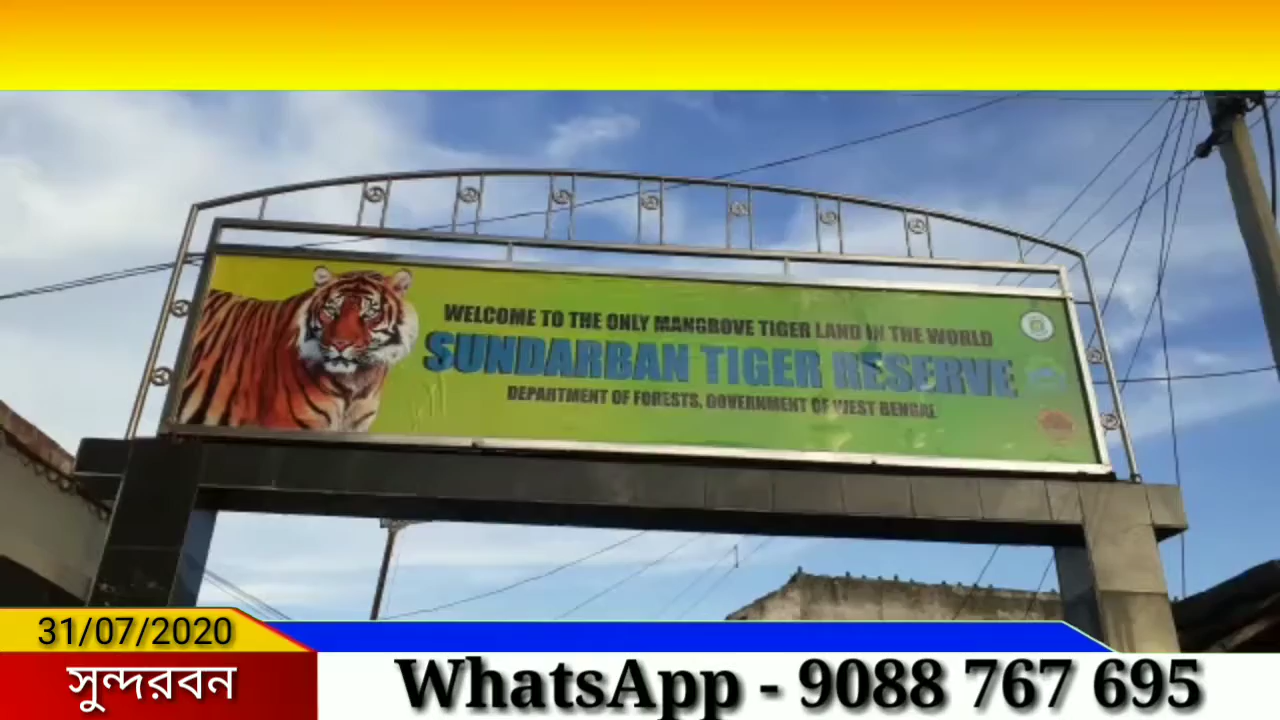 WELCOME TO THE ONLY MANGROVE TIGER LAND IN THE WORLD
SUNDARBAN TIGER RESERVE
DEPARTMENT OF FORESTS, GOVERNMENT OF WEST BENGAL
31/07/2020
সুন্দরবন
WhatsApp - 9088 767 695